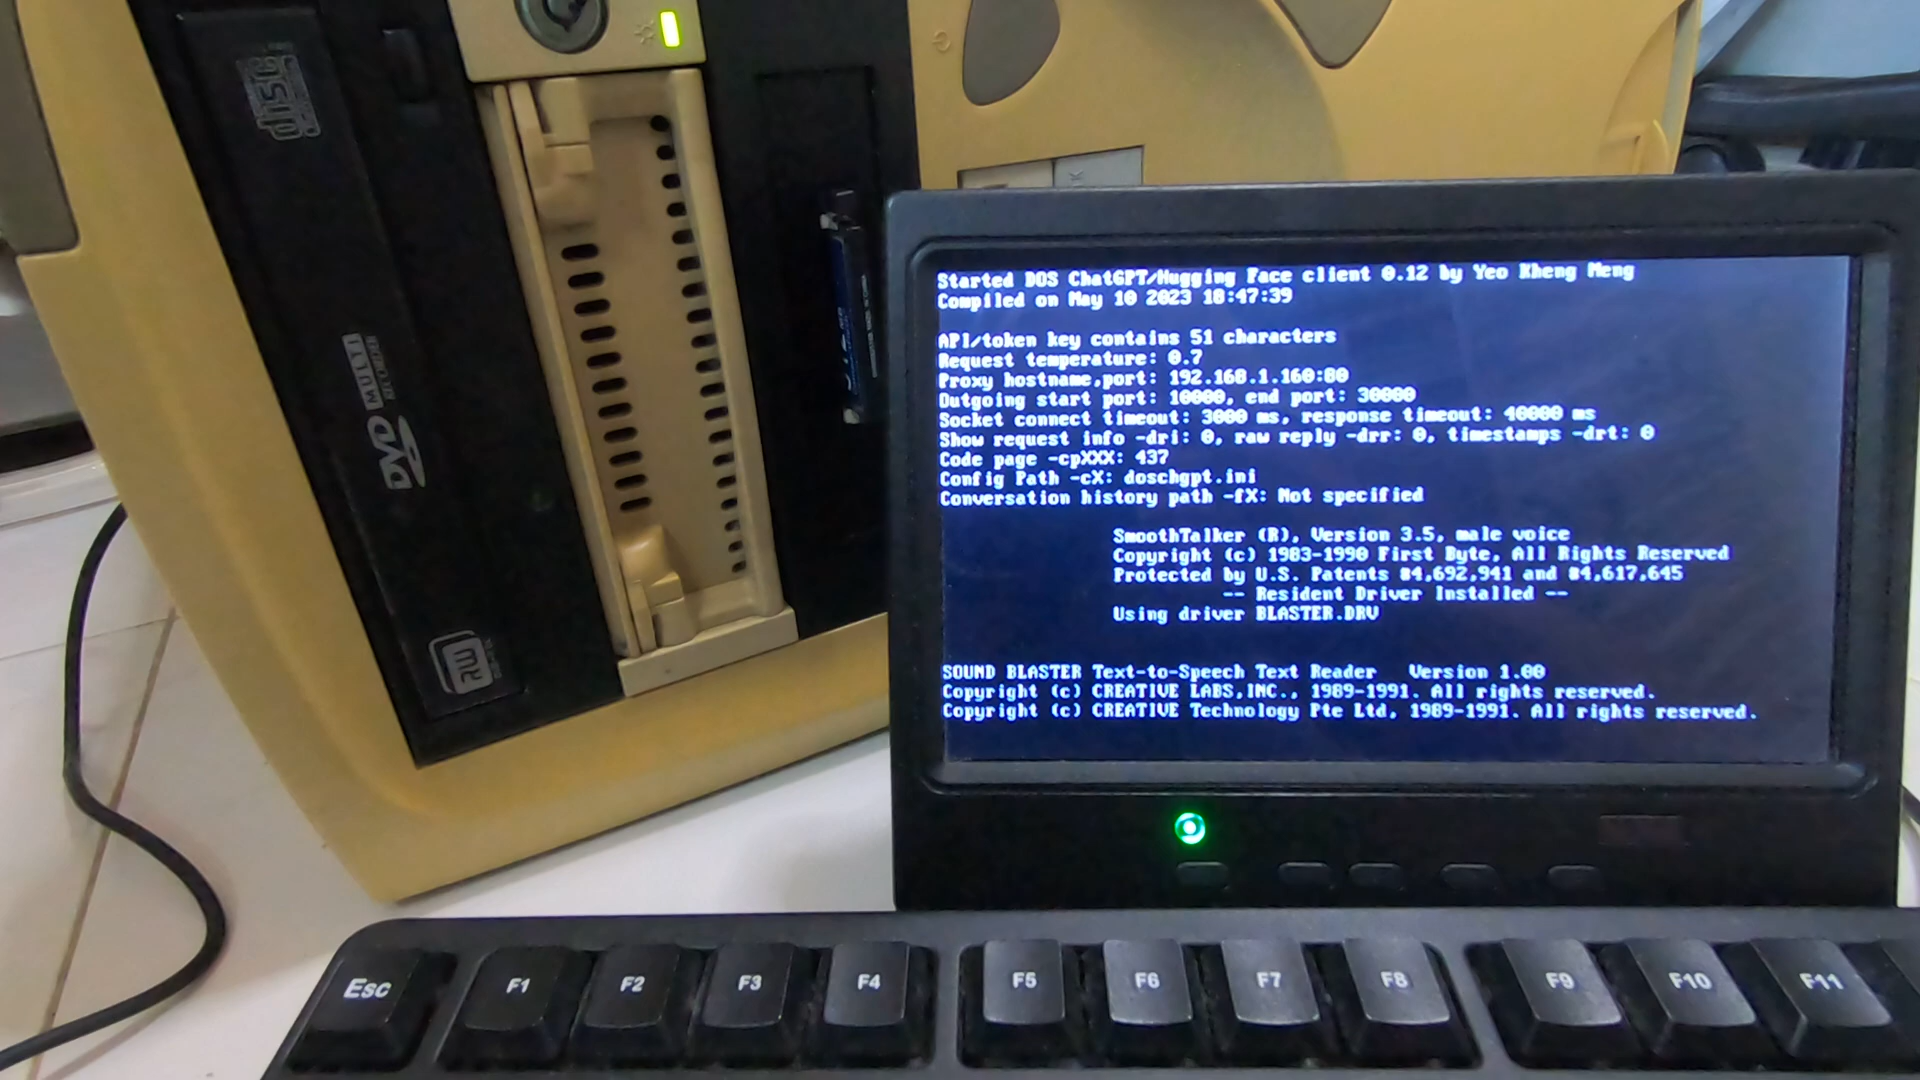 Started DOS ChatGPT/Hugging Face client 0.12 by Yeo Kheng Meng
Compiled on May 10 2023 10:47:39
API/token key contains 51 characters
Request temperature: 0.7
Proxy hostname,port: 192.168.1.160:80
Outgoing start port: 10000, end port: 30000
Socket connect timeout: 3000 ms, response timeout: 40000 ms
Show request info -dri: 0, raw reply -drr: 0, timestamps -drt: 0
Code page -cpXXX: 437
Config Path -cX: doschgpt.ini
Conversation history path -fX: Not specified
SmoothTalker (R), Version 3.5, male voice
Copyright (c) 1983-1990 First Byte, All Rights Reserved
Protected by U.S. Patents #4,692,941 and #4,617,645
-- Resident Driver Installed --
Using driver BLASTER.DRV
SOUND BLASTER Text-to-Speech Text Reader Version 1.00
Copyright (c) CREATIVE LABS,INC., 1989-1991. All rights reserved.
Copyright (c) CREATIVE Technology Pte Ltd, 1989-1991. All rights reserved.
disc
DVD MULTI RECORDER
RW
Esc F1 F2 F3 F4 F5 F6 F7 F8 F9 F10 F11